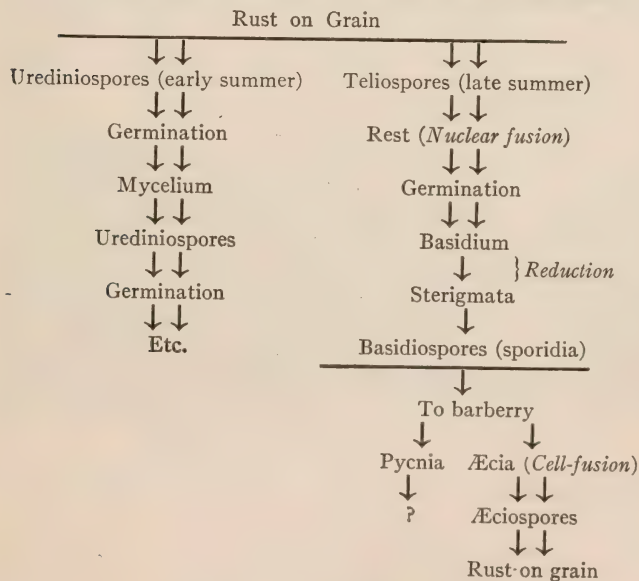 Rust on Grain
Urediniospores (early summer)
Germination
Mycelium
Urediniospores
Germination
Etc.
Teliospores (late summer)
Rest (Nuclear fusion)
Germination
Basidium
} Reduction
Sterigmata
Basidiospores (sporidia)
To barberry
Pycnia
?
Æcia (Cell-fusion)
Æciospores
Rust on grain